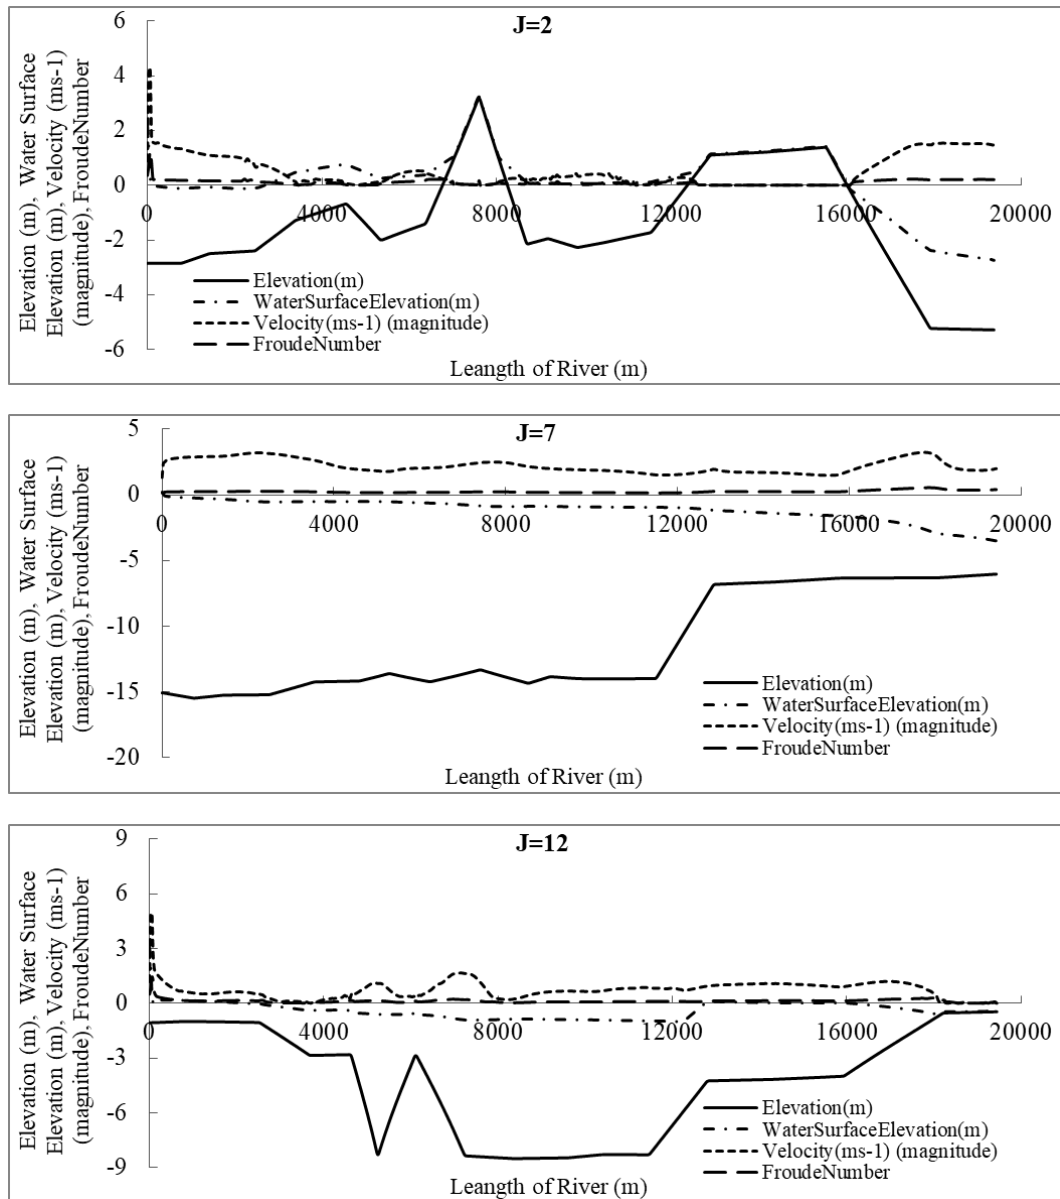 J=2
Elevation (m), Water Surface
Elevation (m), Velocity (ms-1)
(magnitude), FroudeNumber
6
4
2
0
-2
-4
-6
0
4000
8000
12000
16000
20000
Elevation(m)
WaterSurfaceElevation(m)
Velocity(ms-1) (magnitude)
FroudeNumber
Leangth of River (m)
J=7
Elevation (m), Water Surface
Elevation (m), Velocity (ms-1)
(magnitude), FroudeNumber
5
0
-5
-10
-15
-20
0
4000
8000
12000
16000
20000
Elevation(m)
WaterSurfaceElevation(m)
Velocity(ms-1) (magnitude)
FroudeNumber
Leangth of River (m)
J=12
Elevation (m), Water Surface
Elevation (m), Velocity (ms-1)
(magnitude), FroudeNumber
9
6
3
0
-3
-6
-9
0
4000
8000
12000
16000
20000
Elevation(m)
WaterSurfaceElevation(m)
Velocity(ms-1) (magnitude)
FroudeNumber
Leangth of River (m)